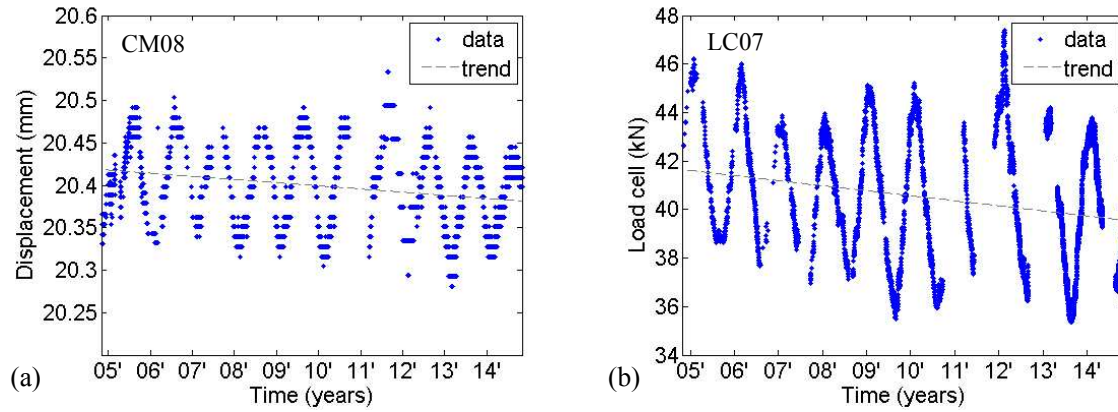 20.6
20.55
20.5
20.45
20.4
20.35
20.3
20.25
Displacement (mm)
CM08
data
trend
05' 06' 07' 08' 09' 10' 11' 12' 13' 14'
Time (years)
(a)
48
46
44
42
40
38
36
34
Load cell (kN)
LC07
data
trend
05' 06' 07' 08' 09' 10' 11' 12' 13' 14'
Time (years)
(b)